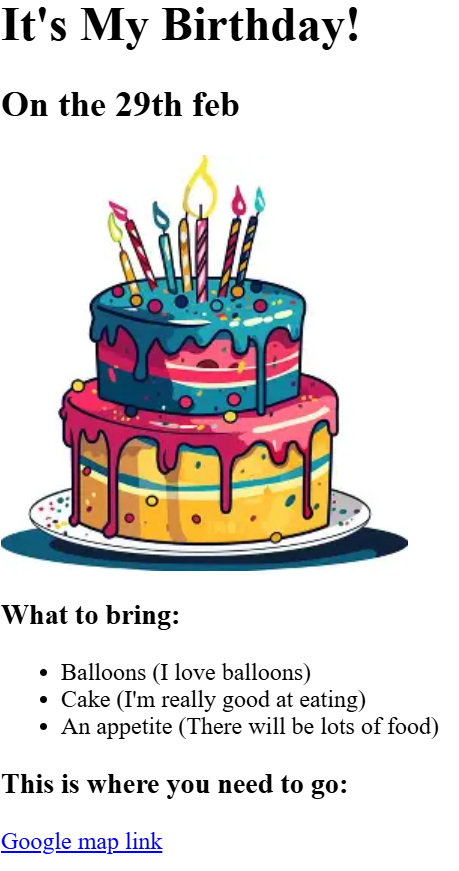 It's My Birthday!
On the 29th feb
What to bring:
Balloons (I love balloons)
Cake (I'm really good at eating)
An appetite (There will be lots of food)
This is where you need to go:
Google map link